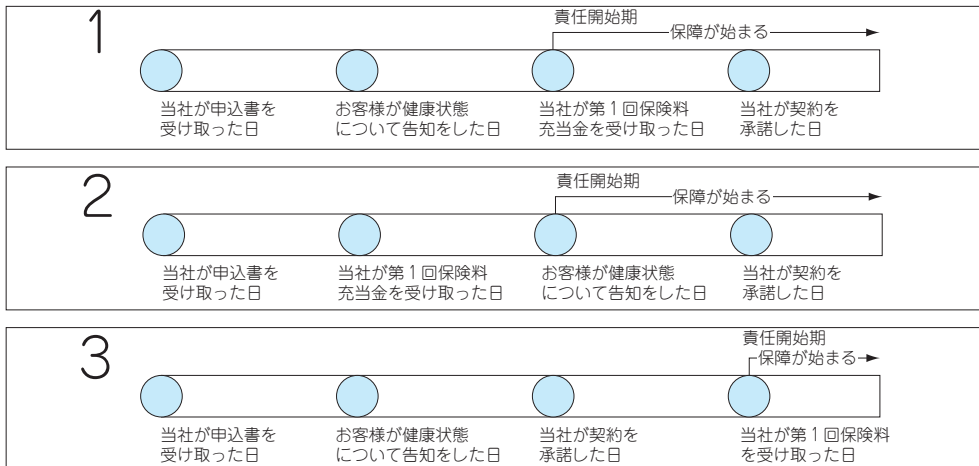 1
責任開始期
保障が始まる
当社が申込書を
受け取った日
お客様が健康状態
について告知をした日
当社が第1回保険料
充当金を受け取った日
当社が契約を
承諾した日
2
責任開始期
保障が始まる
当社が申込書を
受け取った日
当社が第1回保険料
充当金を受け取った日
お客様が健康状態
について告知をした日
当社が契約を
承諾した日
3
責任開始期
保障が始まる
当社が申込書を
受け取った日
お客様が健康状態
について告知をした日
当社が契約を
承諾した日
当社が第1回保険料
を受け取った日